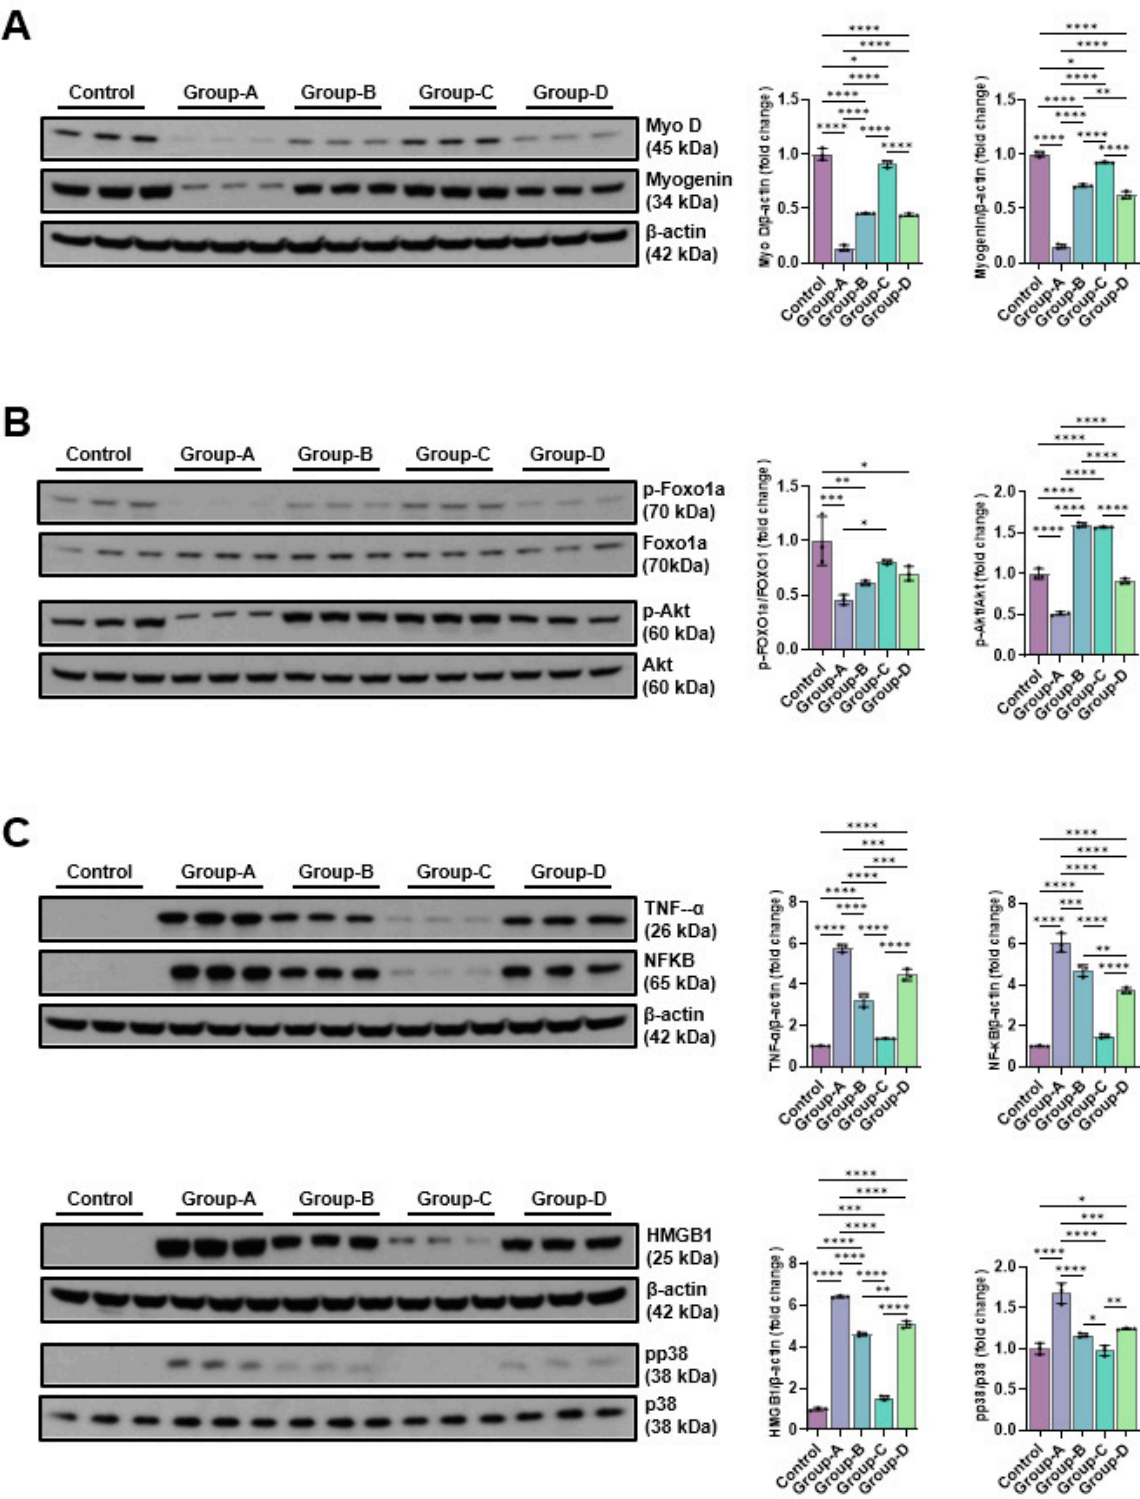 A
Control Group-A Group-B Group-C Group-D
Myo D
(45 kDa)
Myogenin
(34 kDa)
β-actin
(42 kDa)
Myo D/β-actin (fold change)
1.5
1.0
0.5
0.0
**** * **** **** **** **** **** **** ****
Control Group-A Group-B Group-C Group-D
Myogenin/β-actin (fold change)
1.5
1.0
0.5
0.0
**** **** * **** ** **** **** **** **** ****
Control Group-A Group-B Group-C Group-D
B
Control Group-A Group-B Group-C Group-D
p-Foxo1a
(70 kDa)
Foxo1a
(70kDa)
p-Akt
(60 kDa)
Akt
(60 kDa)
p-FOXO1a/FOXO1 (fold change)
1.5
1.0
0.5
0.0
* ** *** *
Control Group-A Group-B Group-C Group-D
p-Akt/Akt (fold change)
2.0
1.5
1.0
0.5
0.0
**** **** **** **** **** **** **** ****
Control Group-A Group-B Group-C Group-D
C
Control Group-A Group-B Group-C Group-D
TNF--α
(26 kDa)
NFKB
(65 kDa)
β-actin
(42 kDa)
TNF-α/β-actin (fold change)
8
6
4
2
0
**** *** *** **** **** **** **** **** ****
Control Group-A Group-B Group-C Group-D
NF-κB/β-actin (fold change)
8
6
4
2
0
**** **** **** **** *** **** **** ** ****
Control Group-A Group-B Group-C Group-D
Control Group-A Group-B Group-C Group-D
HMGB1
(25 kDa)
β-actin
(42 kDa)
pp38
(38 kDa)
p38
(38 kDa)
HMGB1/β-actin (fold change)
8
6
4
2
0
**** **** *** **** **** **** **** **** ** ****
Control Group-A Group-B Group-C Group-D
pp38/p38 (fold change)
2.0
1.5
1.0
0.5
0.0
* *** **** **** **** * **
Control Group-A Group-B Group-C Group-D